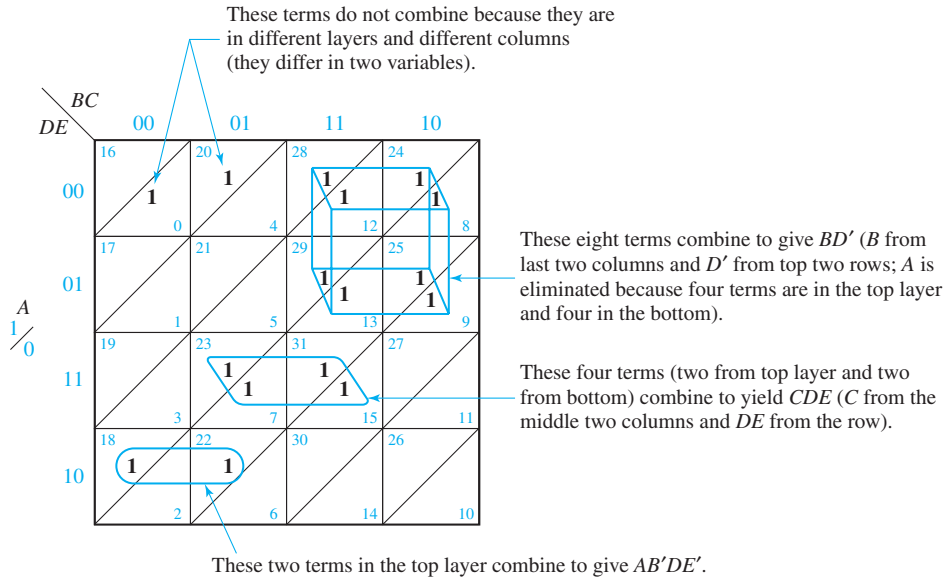 These terms do not combine because they are
in different layers and different columns
(they differ in two variables).
BC
DE
00 01 11 10
16 20 28 24
1 1 1 1 1 1
00
0 4 12 8
17 21 29 25
01
1 1 1 1
1 5 13 9
A
1
0
19 23 31 27
11
1 1 1 1
3 7 15 11
18 22 30 26
10
1 1
2 6 14 10
These eight terms combine to give BD′ (B from
last two columns and D′ from top two rows; A is
eliminated because four terms are in the top layer
and four in the bottom).
These four terms (two from top layer and two
from bottom) combine to yield CDE (C from the
middle two columns and DE from the row).
These two terms in the top layer combine to give AB′DE′.